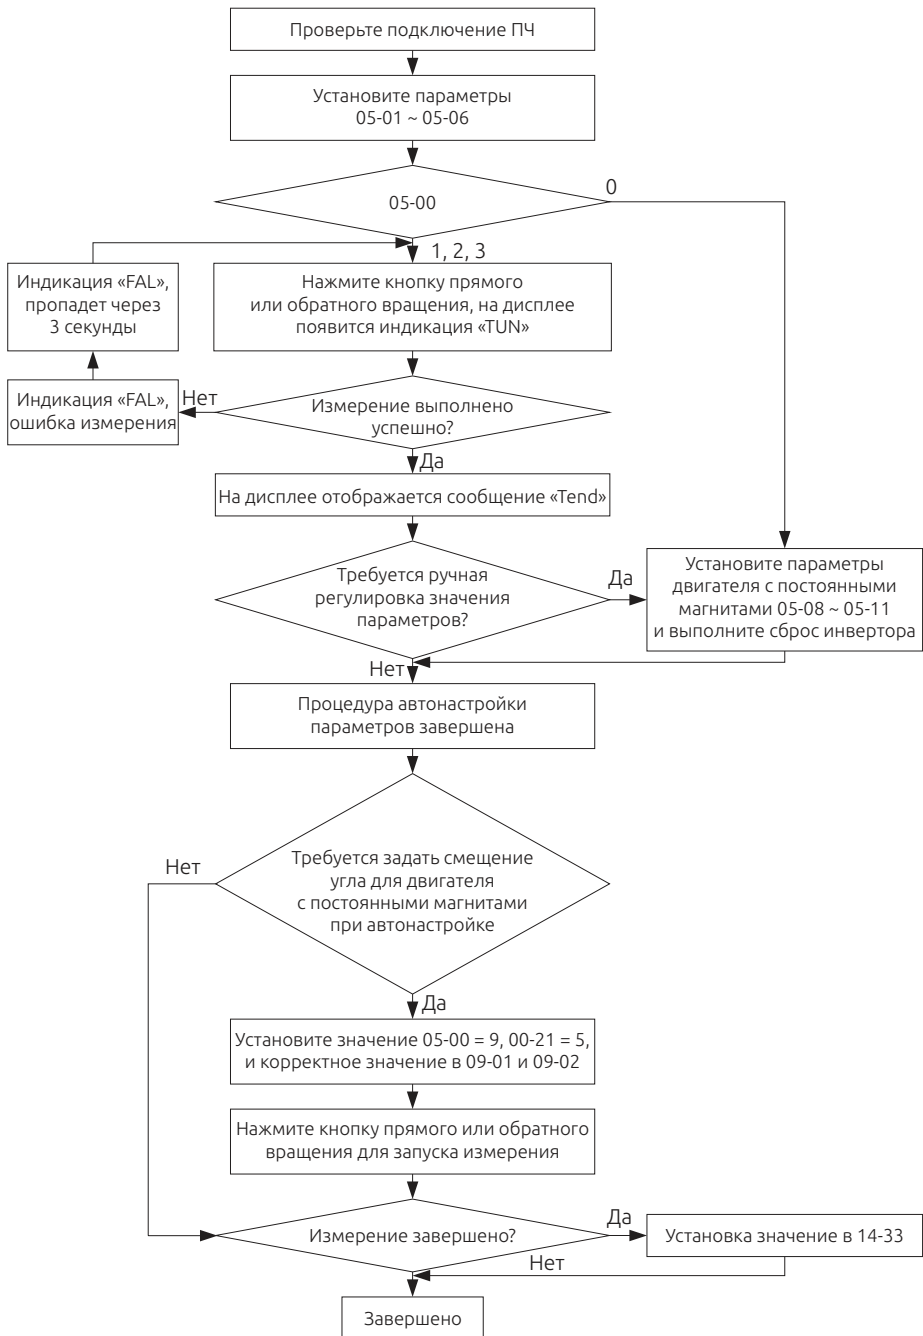 Проверьте подключение ПЧ
Установите параметры
05-01 ~ 05-06
05-00
0
1, 2, 3
Индикация «FAL»,
пропадет через
3 секунды
Нажмите кнопку прямого
или обратного вращения, на дисплее
появится индикация «TUN»
Индикация «FAL»,
ошибка измерения
Нет
Измерение выполнено
успешно?
Да
На дисплее отображается сообщение «Tend»
Требуется ручная
регулировка значения
параметров?
Да
Установите параметры
двигателя с постоянными
магнитами 05-08 ~ 05-11
и выполните сброс инвертора
Нет
Процедура автонастройки
параметров завершена
Нет
Требуется задать смещение
угла для двигателя
с постоянными магнитами
при автонастройке
Да
Установите значение 05-00 = 9, 00-21 = 5,
и корректное значение в 09-01 и 09-02
Нажмите кнопку прямого или обратного
вращения для запуска измерения
Измерение завершено?
Да
Установка значение в 14-33
Нет
Завершено